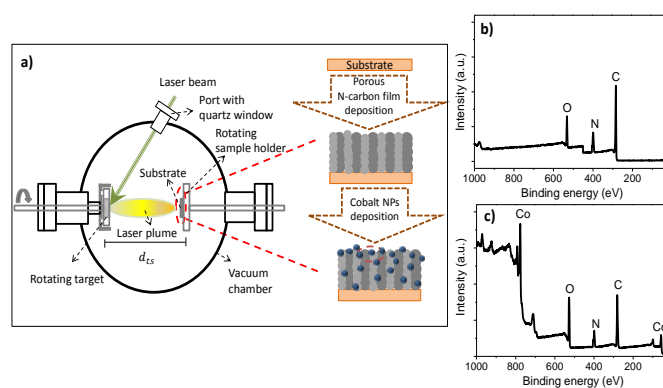 a)
Laser beam
Port with
quartz window
Rotating
sample holder
Substrate
Laser plume
d_ts
Rotating target
Vacuum
chamber
Substrate
Porous
N-carbon film
deposition
Cobalt NPs
deposition
b)
Intensity (a.u.)
O
N
C
1000 800 600 400 200 0
Binding energy (eV)
c)
Intensity (a.u.)
Co
O
N
C
Co
1000 800 600 400 200 0
Binding energy (eV)